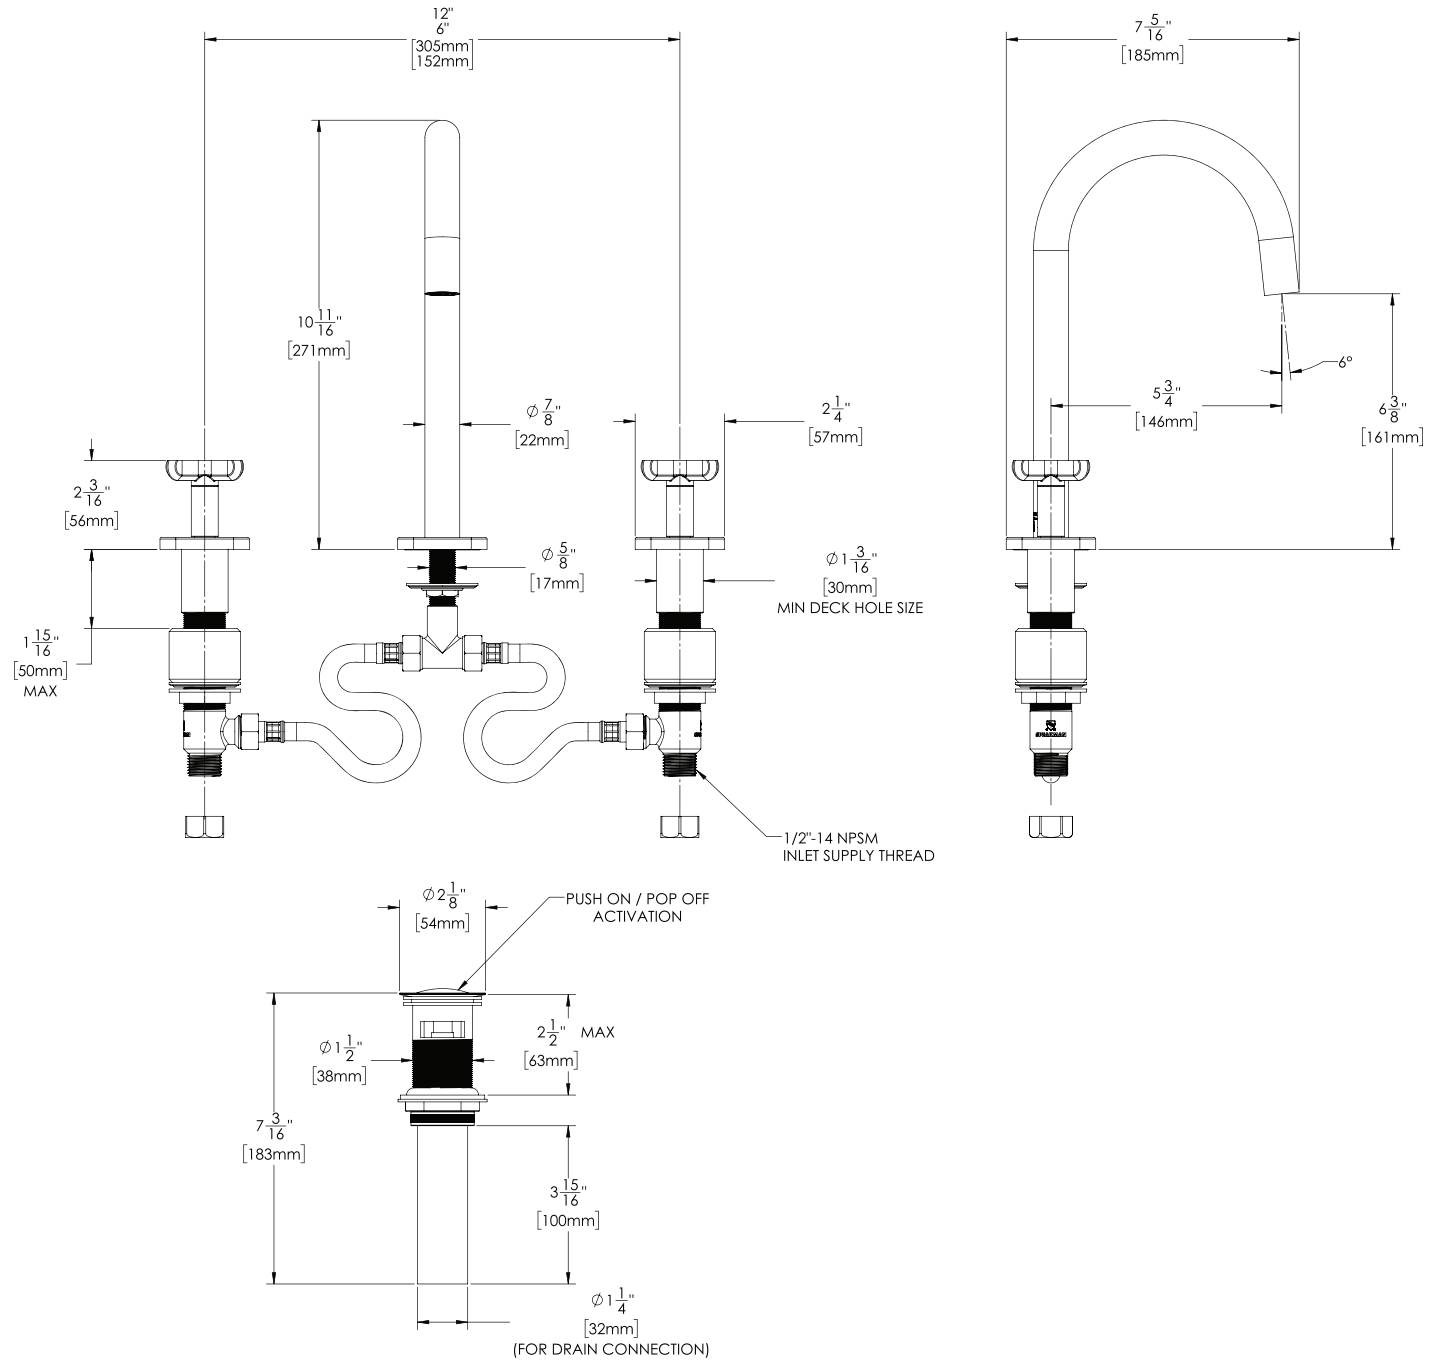 12"
6"
[305mm]
[152mm]
7 5/16"
[185mm]
10 11/16"
[271mm]
6°
Ø 7/8"
[22mm]
2 1/4"
[57mm]
5 3/4"
[146mm]
6 3/8"
[161mm]
2 3/16"
[56mm]
Ø 5/8"
[17mm]
Ø 1 3/16"
[30mm]
MIN DECK HOLE SIZE
1 15/16"
[50mm]
MAX
SPEAKMAN
1/2"-14 NPSM
INLET SUPPLY THREAD
Ø 2 1/8"
[54mm]
PUSH ON / POP OFF
ACTIVATION
2 1/2" MAX
[63mm]
Ø 1 1/2"
[38mm]
7 3/16"
[183mm]
3 15/16"
[100mm]
Ø 1 1/4"
[32mm]
(FOR DRAIN CONNECTION)